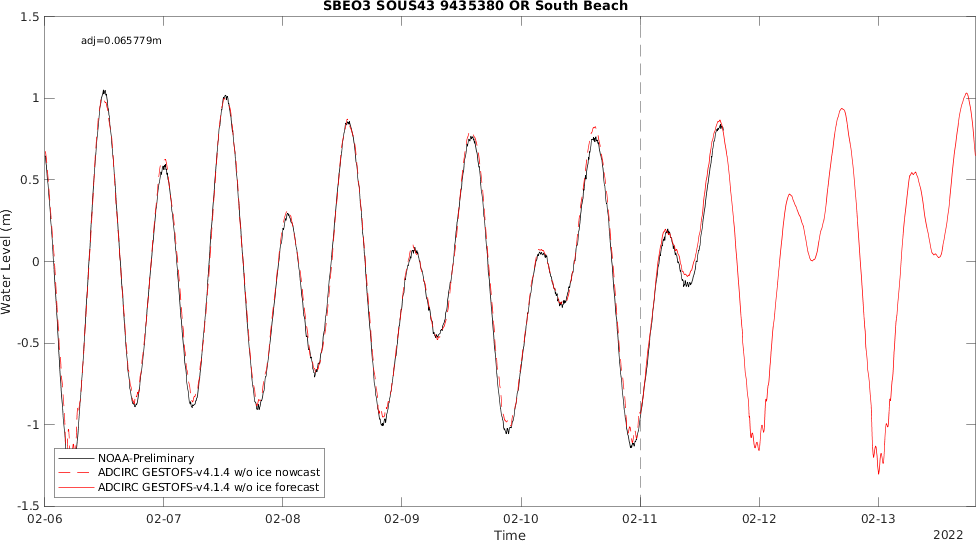 SBEO3 SOUS43 9435380 OR South Beach
adj=0.065779m
1.5
1
0.5
0
-0.5
-1
-1.5
Water Level (m)
NOAA-Preliminary
ADCIRC GESTOFS-v4.1.4 w/o ice nowcast
ADCIRC GESTOFS-v4.1.4 w/o ice forecast
02-06 02-07 02-08 02-09 02-10 02-11 02-12 02-13
Time
2022